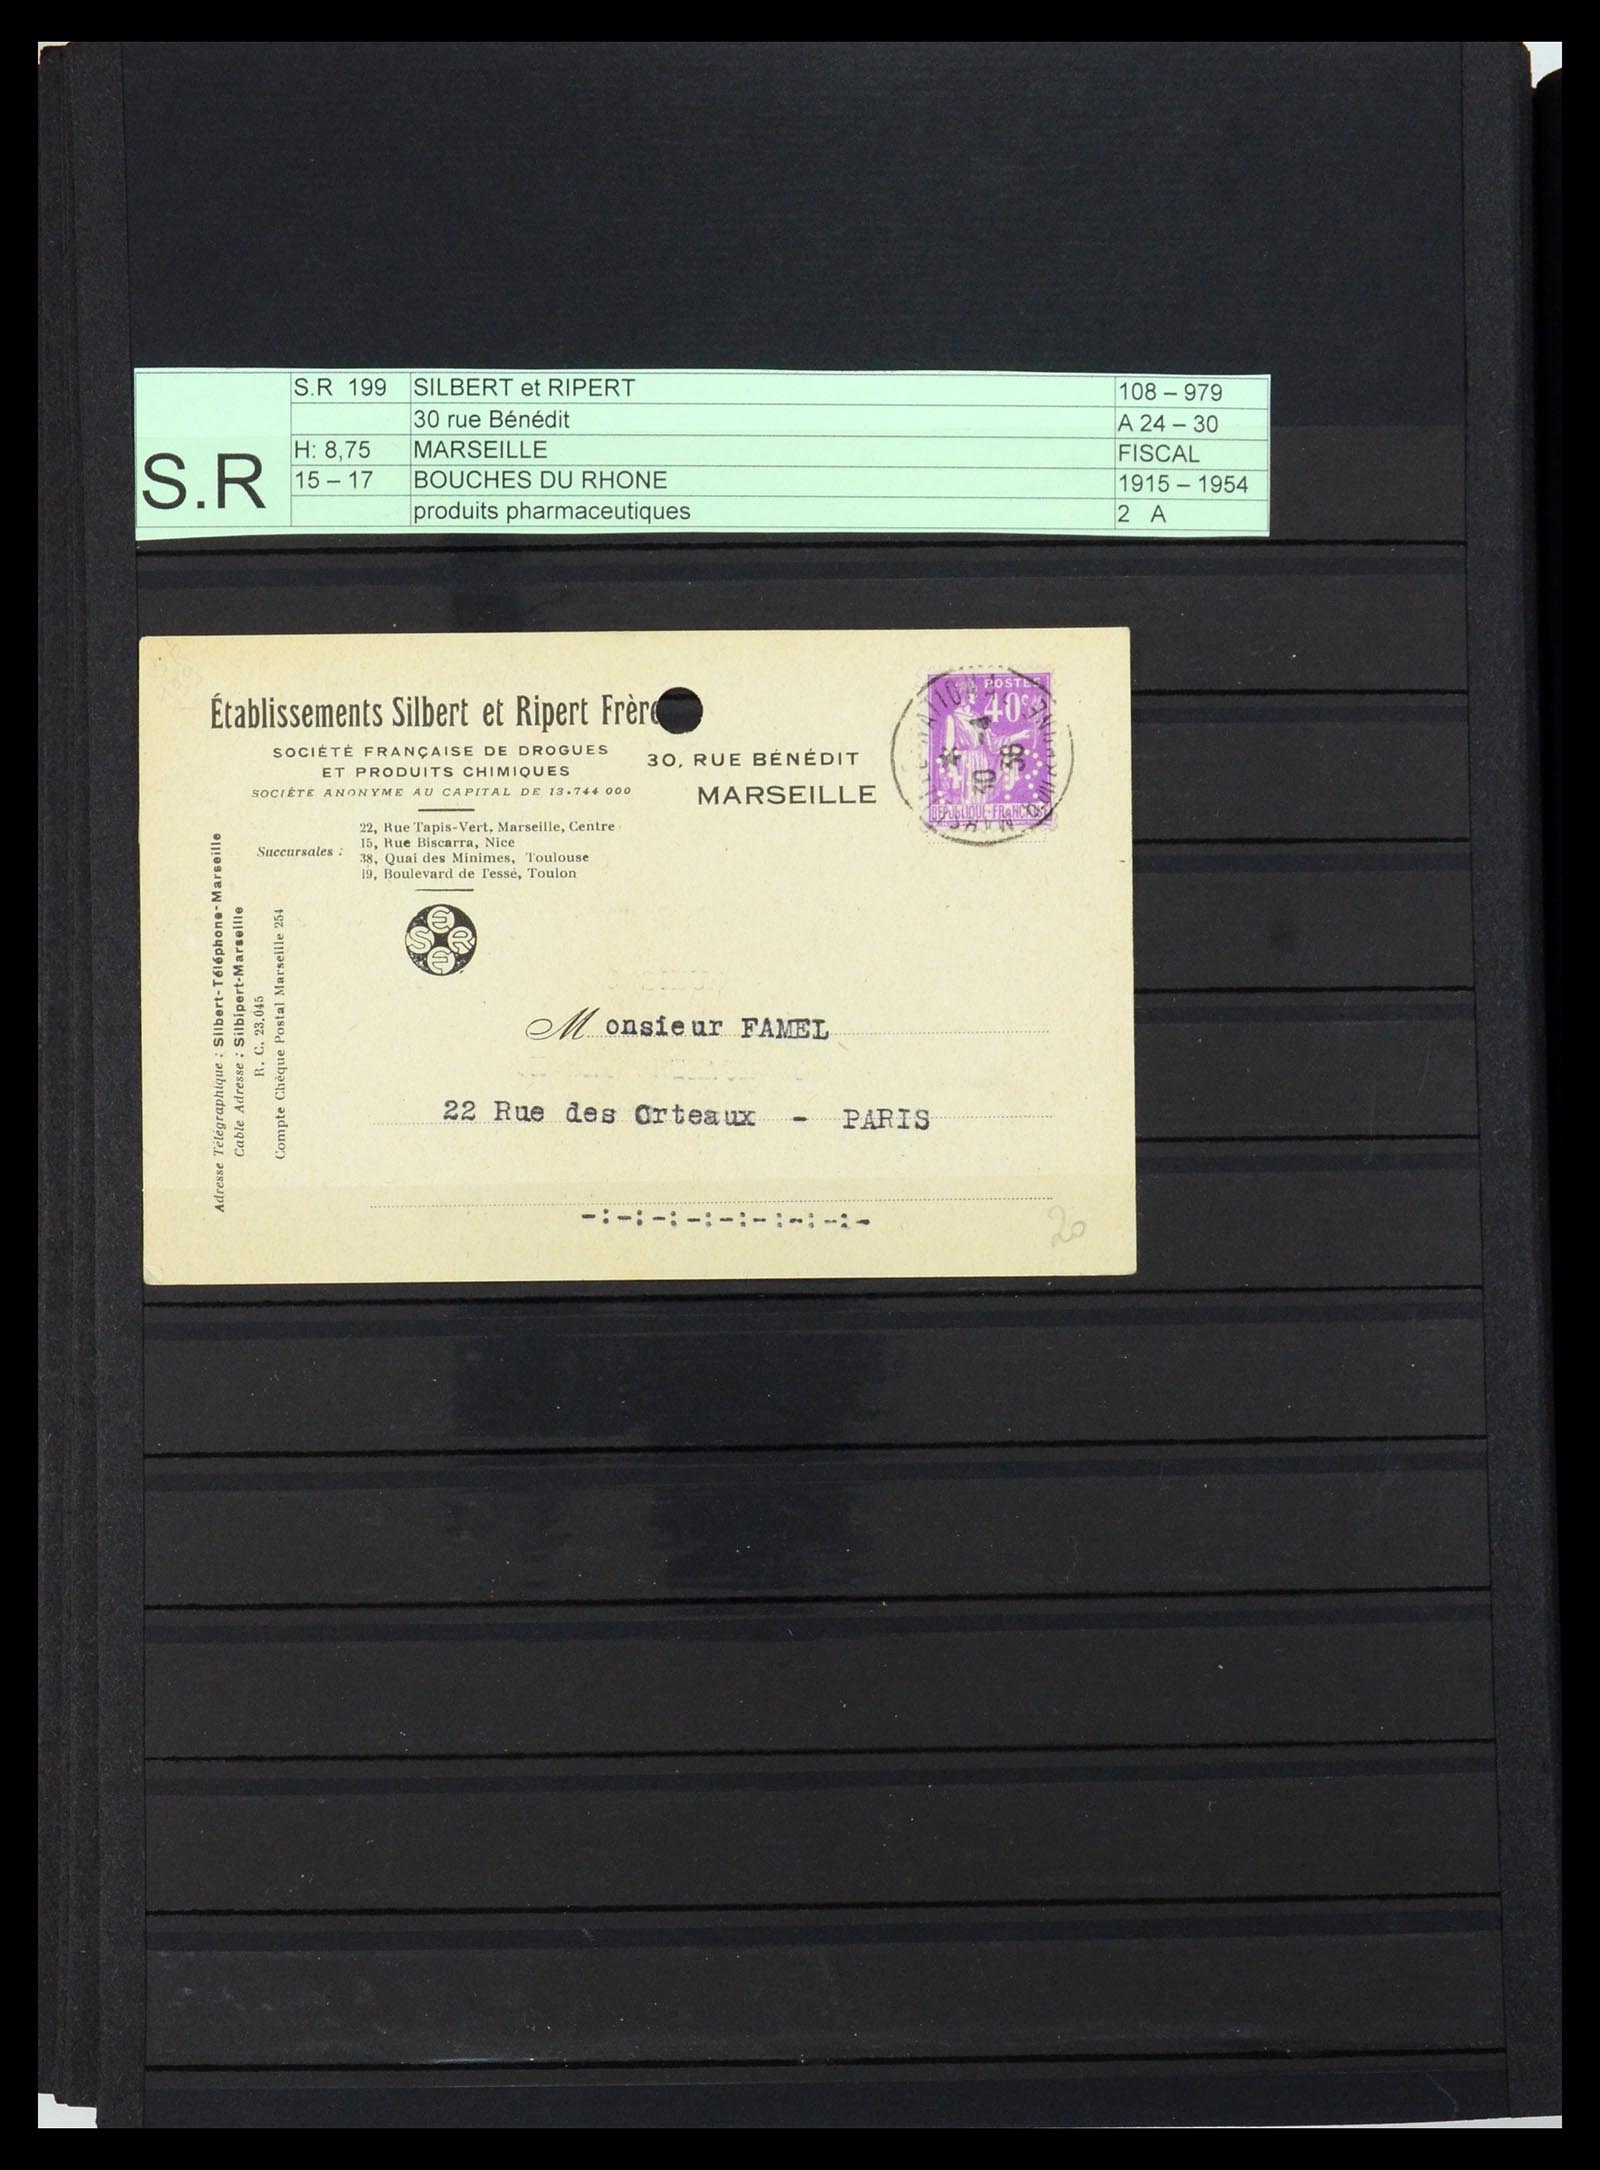 S.R
S.R 199 SILBERT et RIPERT 108 – 979
30 rue Bénédit A 24 – 30
H: 8,75 MARSEILLE FISCAL
15 – 17 BOUCHES DU RHONE 1915 – 1954
produits pharmaceutiques 2 A
Établissements Silbert et Ripert
SOCIÉTÉ FRANÇAISE DE DROGUES
ET PRODUITS CHIMIQUES
SOCIÉTÉ ANONYME AU CAPITAL DE 13.744 000
30, RUE BÉNÉDIT
MARSEILLE
Succursales :
22, Rue Tapis-Vert, Marseille, Centre
15, Rue Biscarra, Nice
38, Quai des Minimes, Toulouse
19, Boulevard de Tessé, Toulon
Adresse Télégraphique : Silbert-Téléphone-Marseille
Cable Adresse : Silbipert-Marseille
R. C. 23.045
Compte Chèque Postal Marseille 254
POSTES
40c
REPUBLIQUE-FRANCAISE
Monsieur FAMEL
22 Rue des Orteaux - PARIS
-:-:-:-:-:-:-:-:-
20